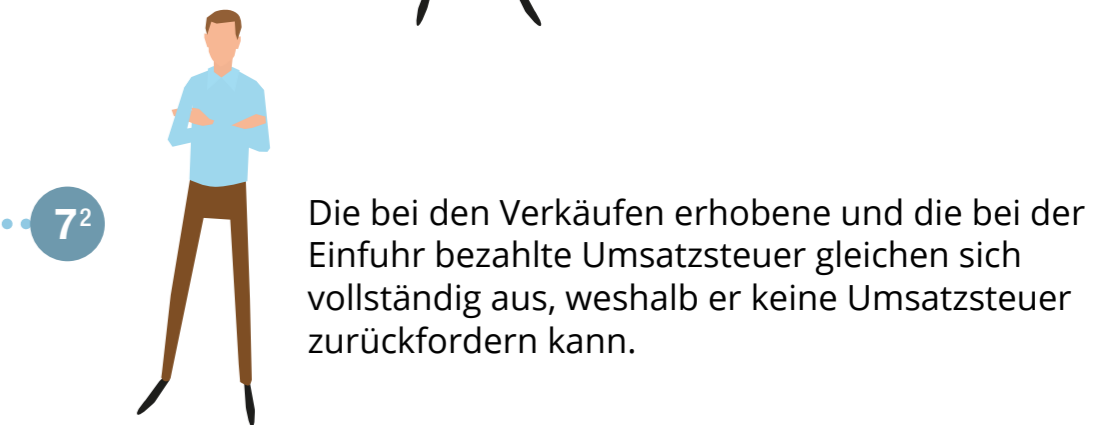 7²
Die bei den Verkäufen erhobene und die bei der
Einfuhr bezahlte Umsatzsteuer gleichen sich
vollständig aus, weshalb er keine Umsatzsteuer
zurückfordern kann.